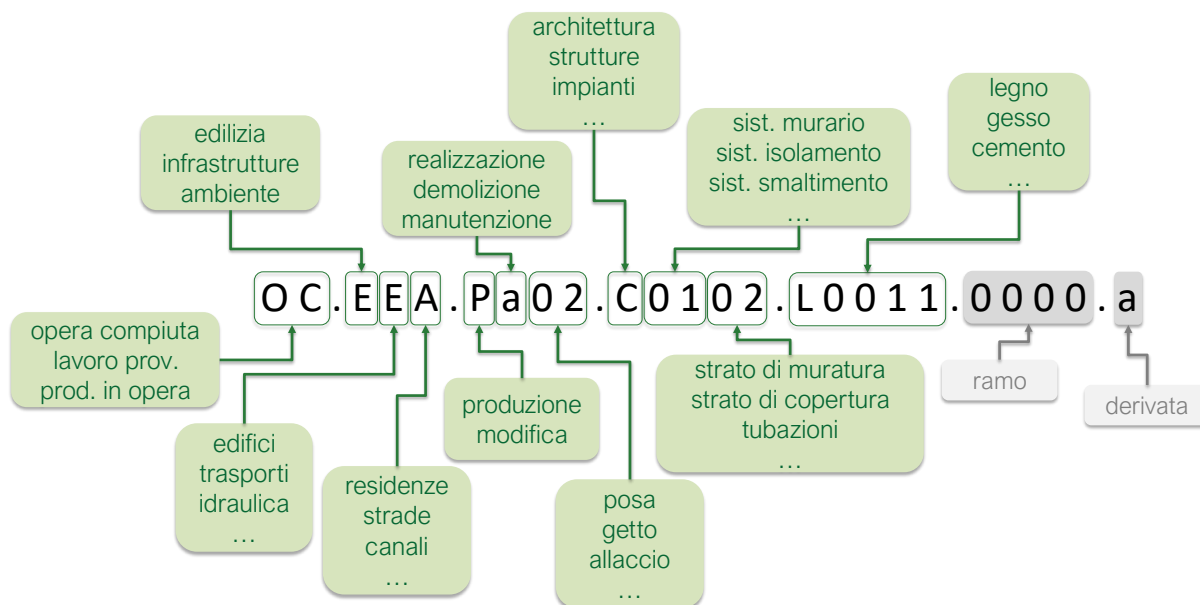 architettura
strutture
impianti
…
edilizia
infrastrutture
ambiente
realizzazione
demolizione
manutenzione
sist. murario
sist. isolamento
sist. smaltimento
…
legno
gesso
cemento
…
OC.EEA.Pa02.C0102.L0011.0000.a
opera compiuta
lavoro prov.
prod. in opera
edifici
trasporti
idraulica
…
residenze
strade
canali
…
produzione
modifica
posa
getto
allaccio
…
strato di muratura
strato di copertura
tubazioni
…
ramo
derivata